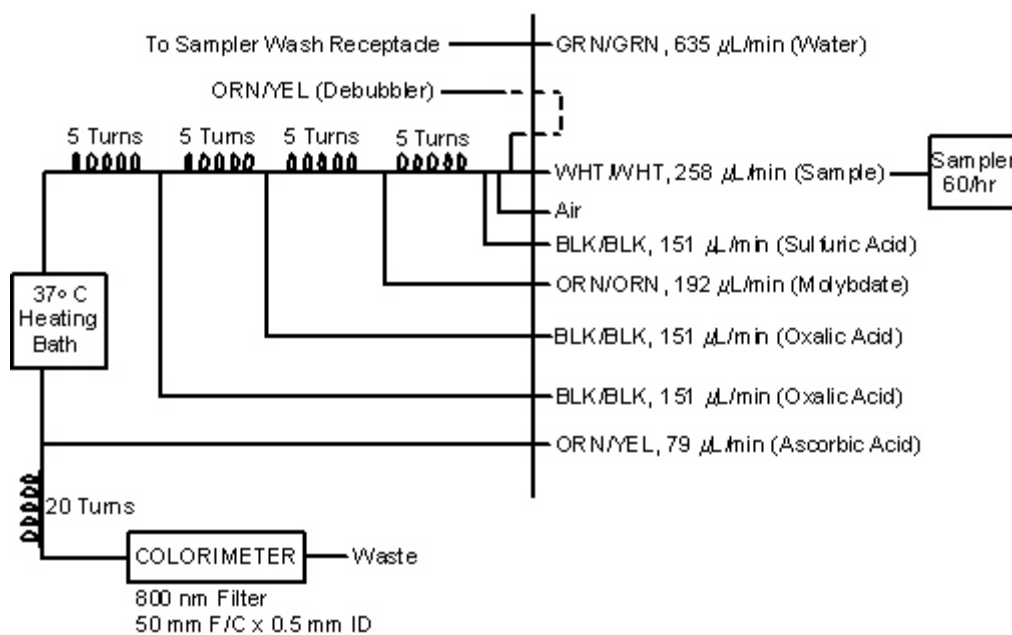 To Sampler Wash Receptacle
GRN/GRN, 635 µL/min (Water)
ORN/YEL (Debubbler)
5 Turns
5 Turns
5 Turns
5 Turns
WHT/WHT, 258 µL/min (Sample)
Sampler
60/hr
Air
BLK/BLK, 151 µL/min (Sulfuric Acid)
ORN/ORN, 192 µL/min (Molybdate)
37° C
Heating
Bath
BLK/BLK, 151 µL/min (Oxalic Acid)
BLK/BLK, 151 µL/min (Oxalic Acid)
ORN/YEL, 79 µL/min (Ascorbic Acid)
20 Turns
COLORIMETER
Waste
800 nm Filter
50 mm F/C x 0.5 mm ID